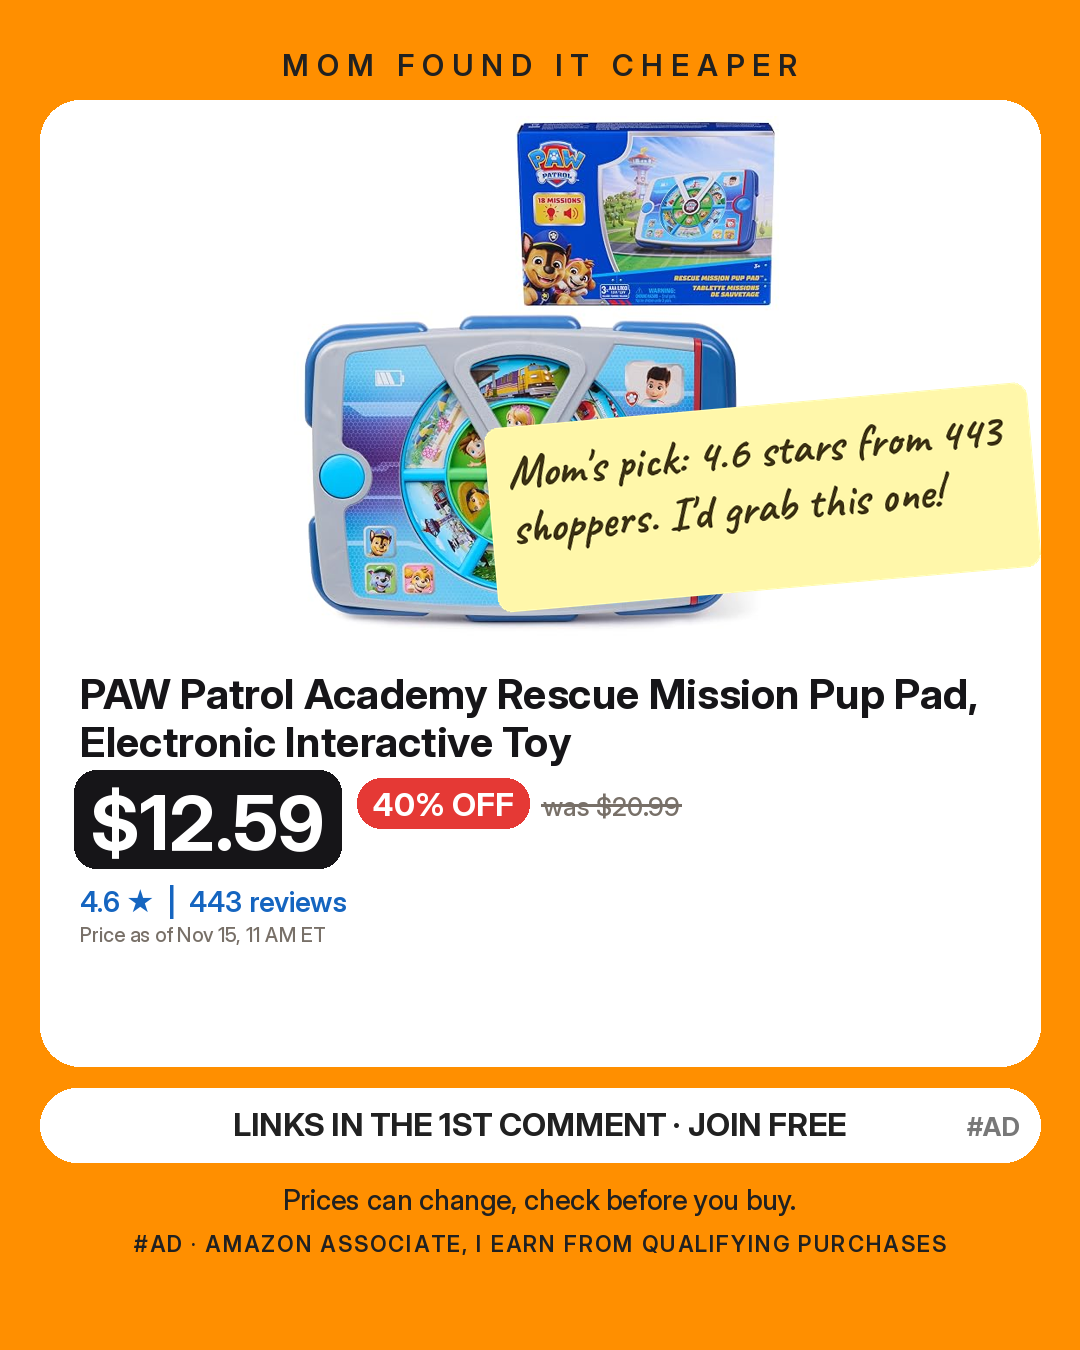 MOM FOUND IT CHEAPER
PAW
PATROL
18 MISSIONS
3+
RESCUE MISSION PUP PAD
TABLETTE MISSIONS
DE SAUVETAGE
WARNING:
Mom's pick: 4.6 stars from 443
shoppers. I'd grab this one!
PAW Patrol Academy Rescue Mission Pup Pad,
Electronic Interactive Toy
$12.59
40% OFF
was $20.99
4.6 ★ | 443 reviews
Price as of Nov 15, 11 AM ET
LINKS IN THE 1ST COMMENT · JOIN FREE
#AD
Prices can change, check before you buy.
#AD · AMAZON ASSOCIATE, I EARN FROM QUALIFYING PURCHASES